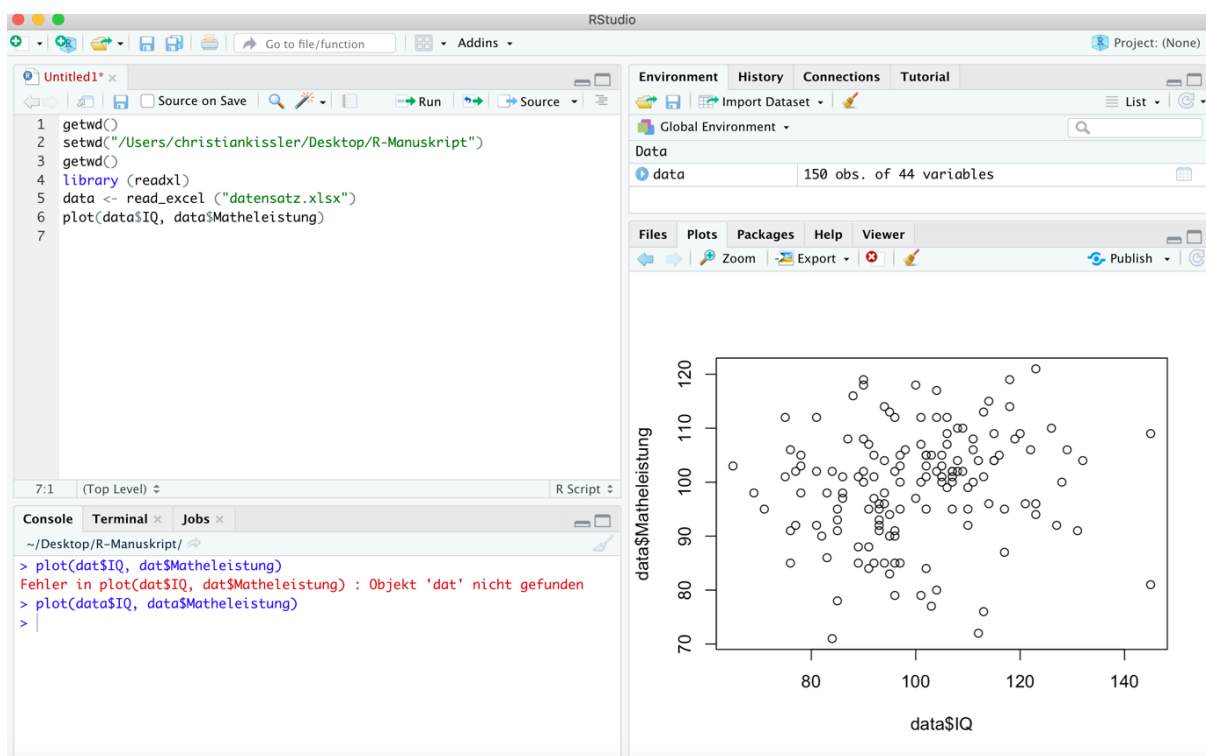 RStudio
Go to file/function
Addins
Project: (None)
Untitled1*
Source on Save
Run
Source
1 getwd()
2 setwd("/Users/christiankissler/Desktop/R-Manuskript")
3 getwd()
4 library (readxl)
5 data <- read_excel ("datensatz.xlsx")
6 plot(data$IQ, data$Matheleistung)
7
7:1 (Top Level) R Script
Console Terminal Jobs
~/Desktop/R-Manuskript/
> plot(dat$IQ, dat$Matheleistung)
Fehler in plot(dat$IQ, dat$Matheleistung) : Objekt 'dat' nicht gefunden
> plot(data$IQ, data$Matheleistung)
>
Environment History Connections Tutorial
Import Dataset
List
Global Environment
Data
data 150 obs. of 44 variables
Files Plots Packages Help Viewer
Zoom Export Publish
data$Matheleistung
120
110
100
90
80
70
80 100 120 140
data$IQ